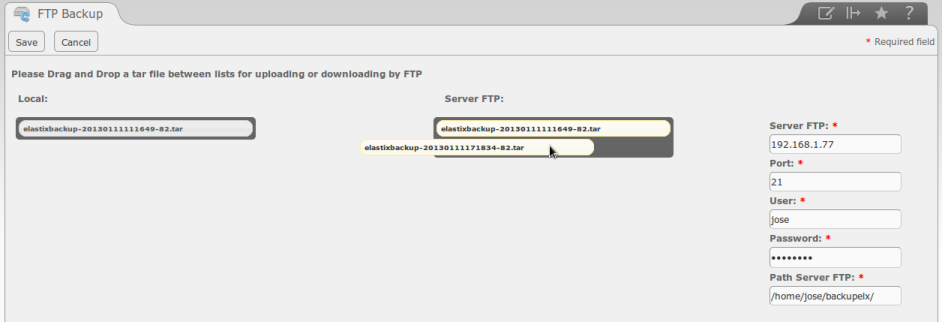 FTP Backup
?
Save Cancel
* Required field
Please Drag and Drop a tar file between lists for uploading or downloading by FTP
Local:
Server FTP:
elastixbackup-20130111111649-82.tar
elastixbackup-20130111111649-82.tar
elastixbackup-20130111171834-82.tar
Server FTP: *
192.168.1.77
Port: *
21
User: *
jose
Password: *
••••••••
Path Server FTP: *
/home/jose/backupelx/